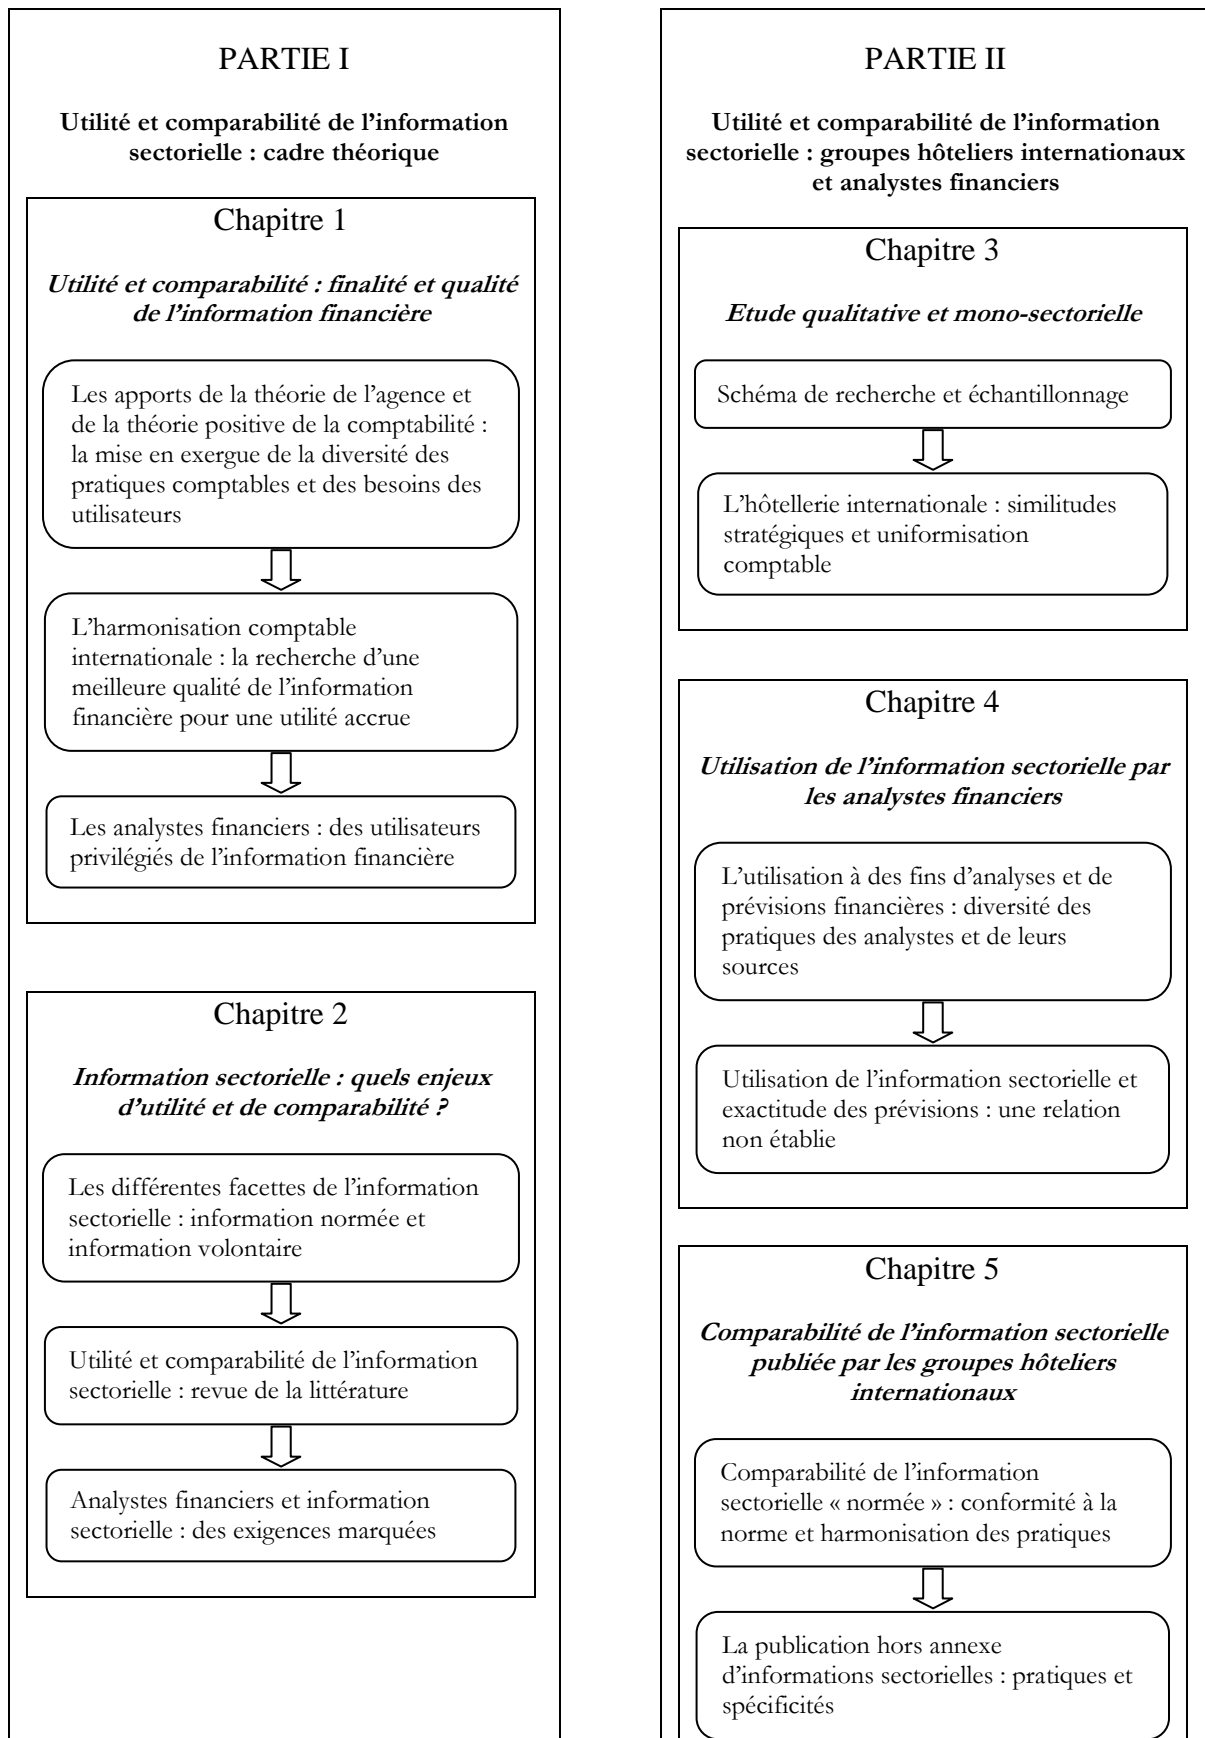 PARTIE I
Utilité et comparabilité de l’information
sectorielle : cadre théorique
Chapitre 1
Utilité et comparabilité : finalité et qualité
de l’information financière
Les apports de la théorie de l’agence et
de la théorie positive de la comptabilité :
la mise en exergue de la diversité des
pratiques comptables et des besoins des
utilisateurs
L’harmonisation comptable
internationale : la recherche d’une
meilleure qualité de l’information
financière pour une utilité accrue
Les analystes financiers : des utilisateurs
privilégiés de l’information financière
Chapitre 2
Information sectorielle : quels enjeux
d’utilité et de comparabilité ?
Les différentes facettes de l’information
sectorielle : information normée et
information volontaire
Utilité et comparabilité de l’information
sectorielle : revue de la littérature
Analystes financiers et information
sectorielle : des exigences marquées
PARTIE II
Utilité et comparabilité de l’information
sectorielle : groupes hôteliers internationaux
et analystes financiers
Chapitre 3
Etude qualitative et mono-sectorielle
Schéma de recherche et échantillonnage
L’hôtellerie internationale : similitudes
stratégiques et uniformisation
comptable
Chapitre 4
Utilisation de l’information sectorielle par
les analystes financiers
L’utilisation à des fins d’analyses et de
prévisions financières : diversité des
pratiques des analystes et de leurs
sources
Utilisation de l’information sectorielle et
exactitude des prévisions : une relation
non établie
Chapitre 5
Comparabilité de l’information sectorielle
publiée par les groupes hôteliers
internationaux
Comparabilité de l’information
sectorielle « normée » : conformité à la
norme et harmonisation des pratiques
La publication hors annexe
d’informations sectorielles : pratiques et
spécificités